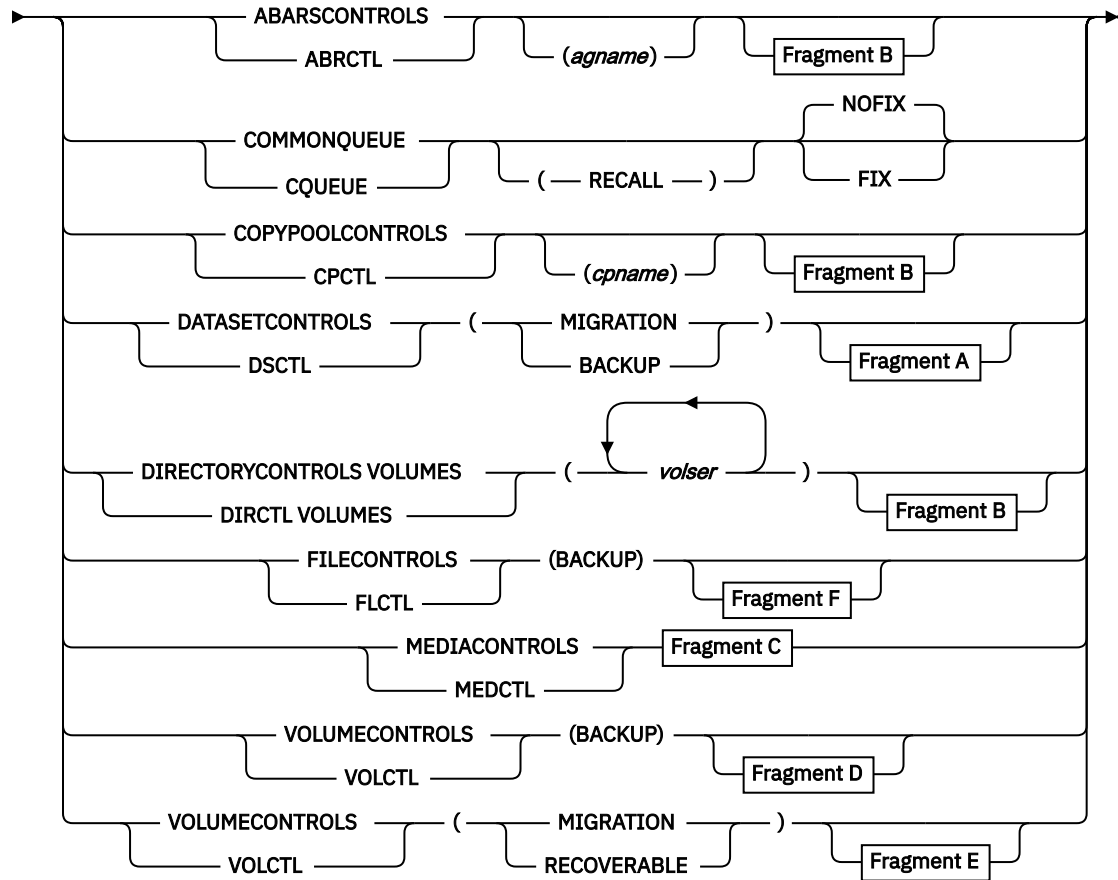 ABARSCONTROLS
ABRCTL (agname) Fragment B
NOFIX
COMMONQUEUE
CQUEUE ( RECALL ) FIX
COPYPOOLCONTROLS
CPCTL (cpname) Fragment B
DATASETCONTROLS ( MIGRATION )
DSCTL BACKUP Fragment A
DIRECTORYCONTROLS VOLUMES ( volser )
DIRCTL VOLUMES Fragment B
FILECONTROLS (BACKUP)
FLCTL Fragment F
MEDIACONTROLS Fragment C
MEDCTL
VOLUMECONTROLS (BACKUP)
VOLCTL Fragment D
VOLUMECONTROLS ( MIGRATION )
VOLCTL RECOVERABLE Fragment E